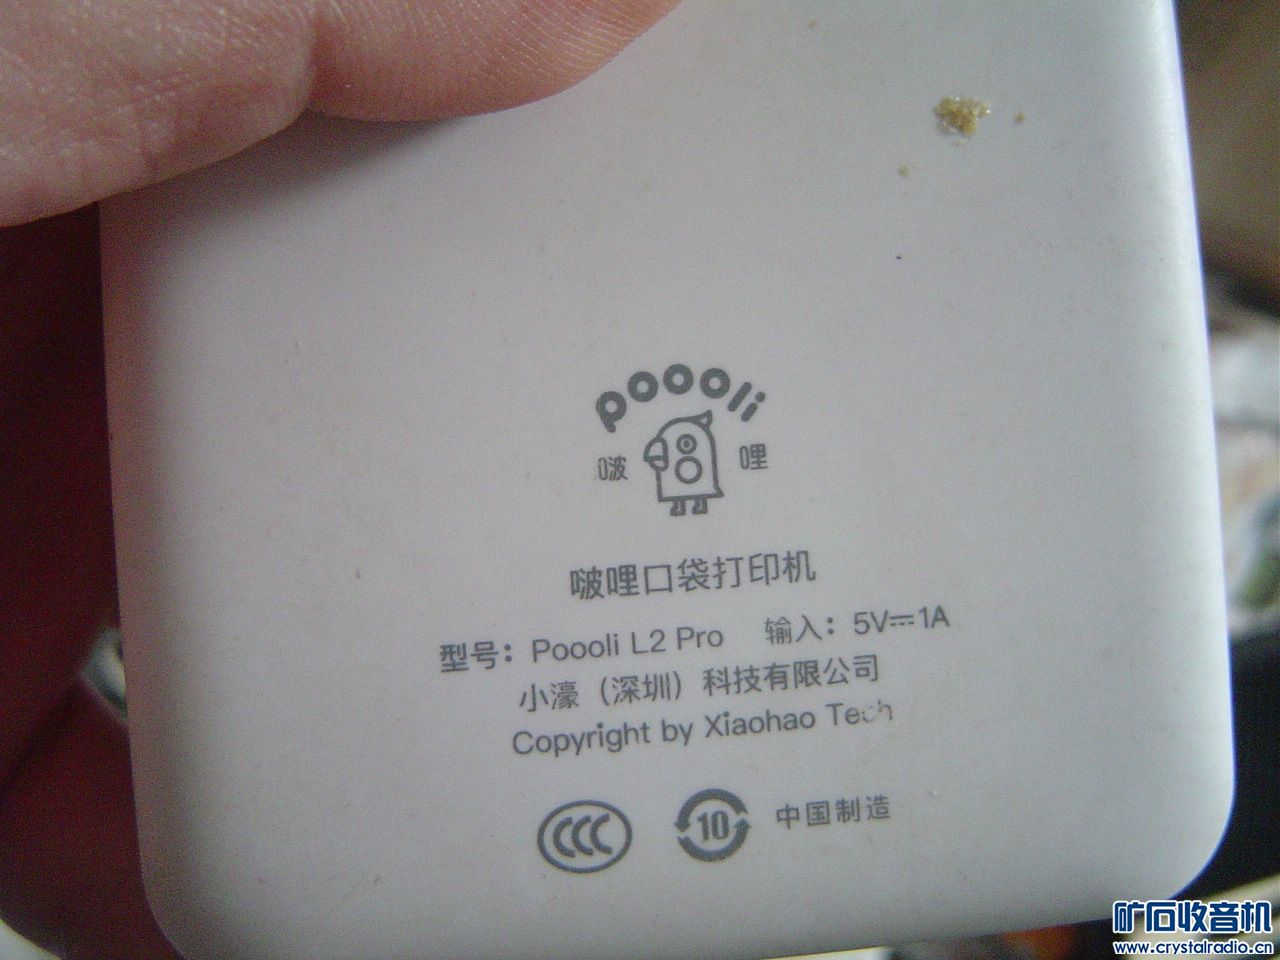 poooli
啵 哩
啵哩口袋打印机
型号：Poooli L2 Pro 输入：5V⎓1A
小濠（深圳）科技有限公司
Copyright by Xiaohao Tech
CCC 10 中国制造
矿石收音机
www.crystalradio.cn